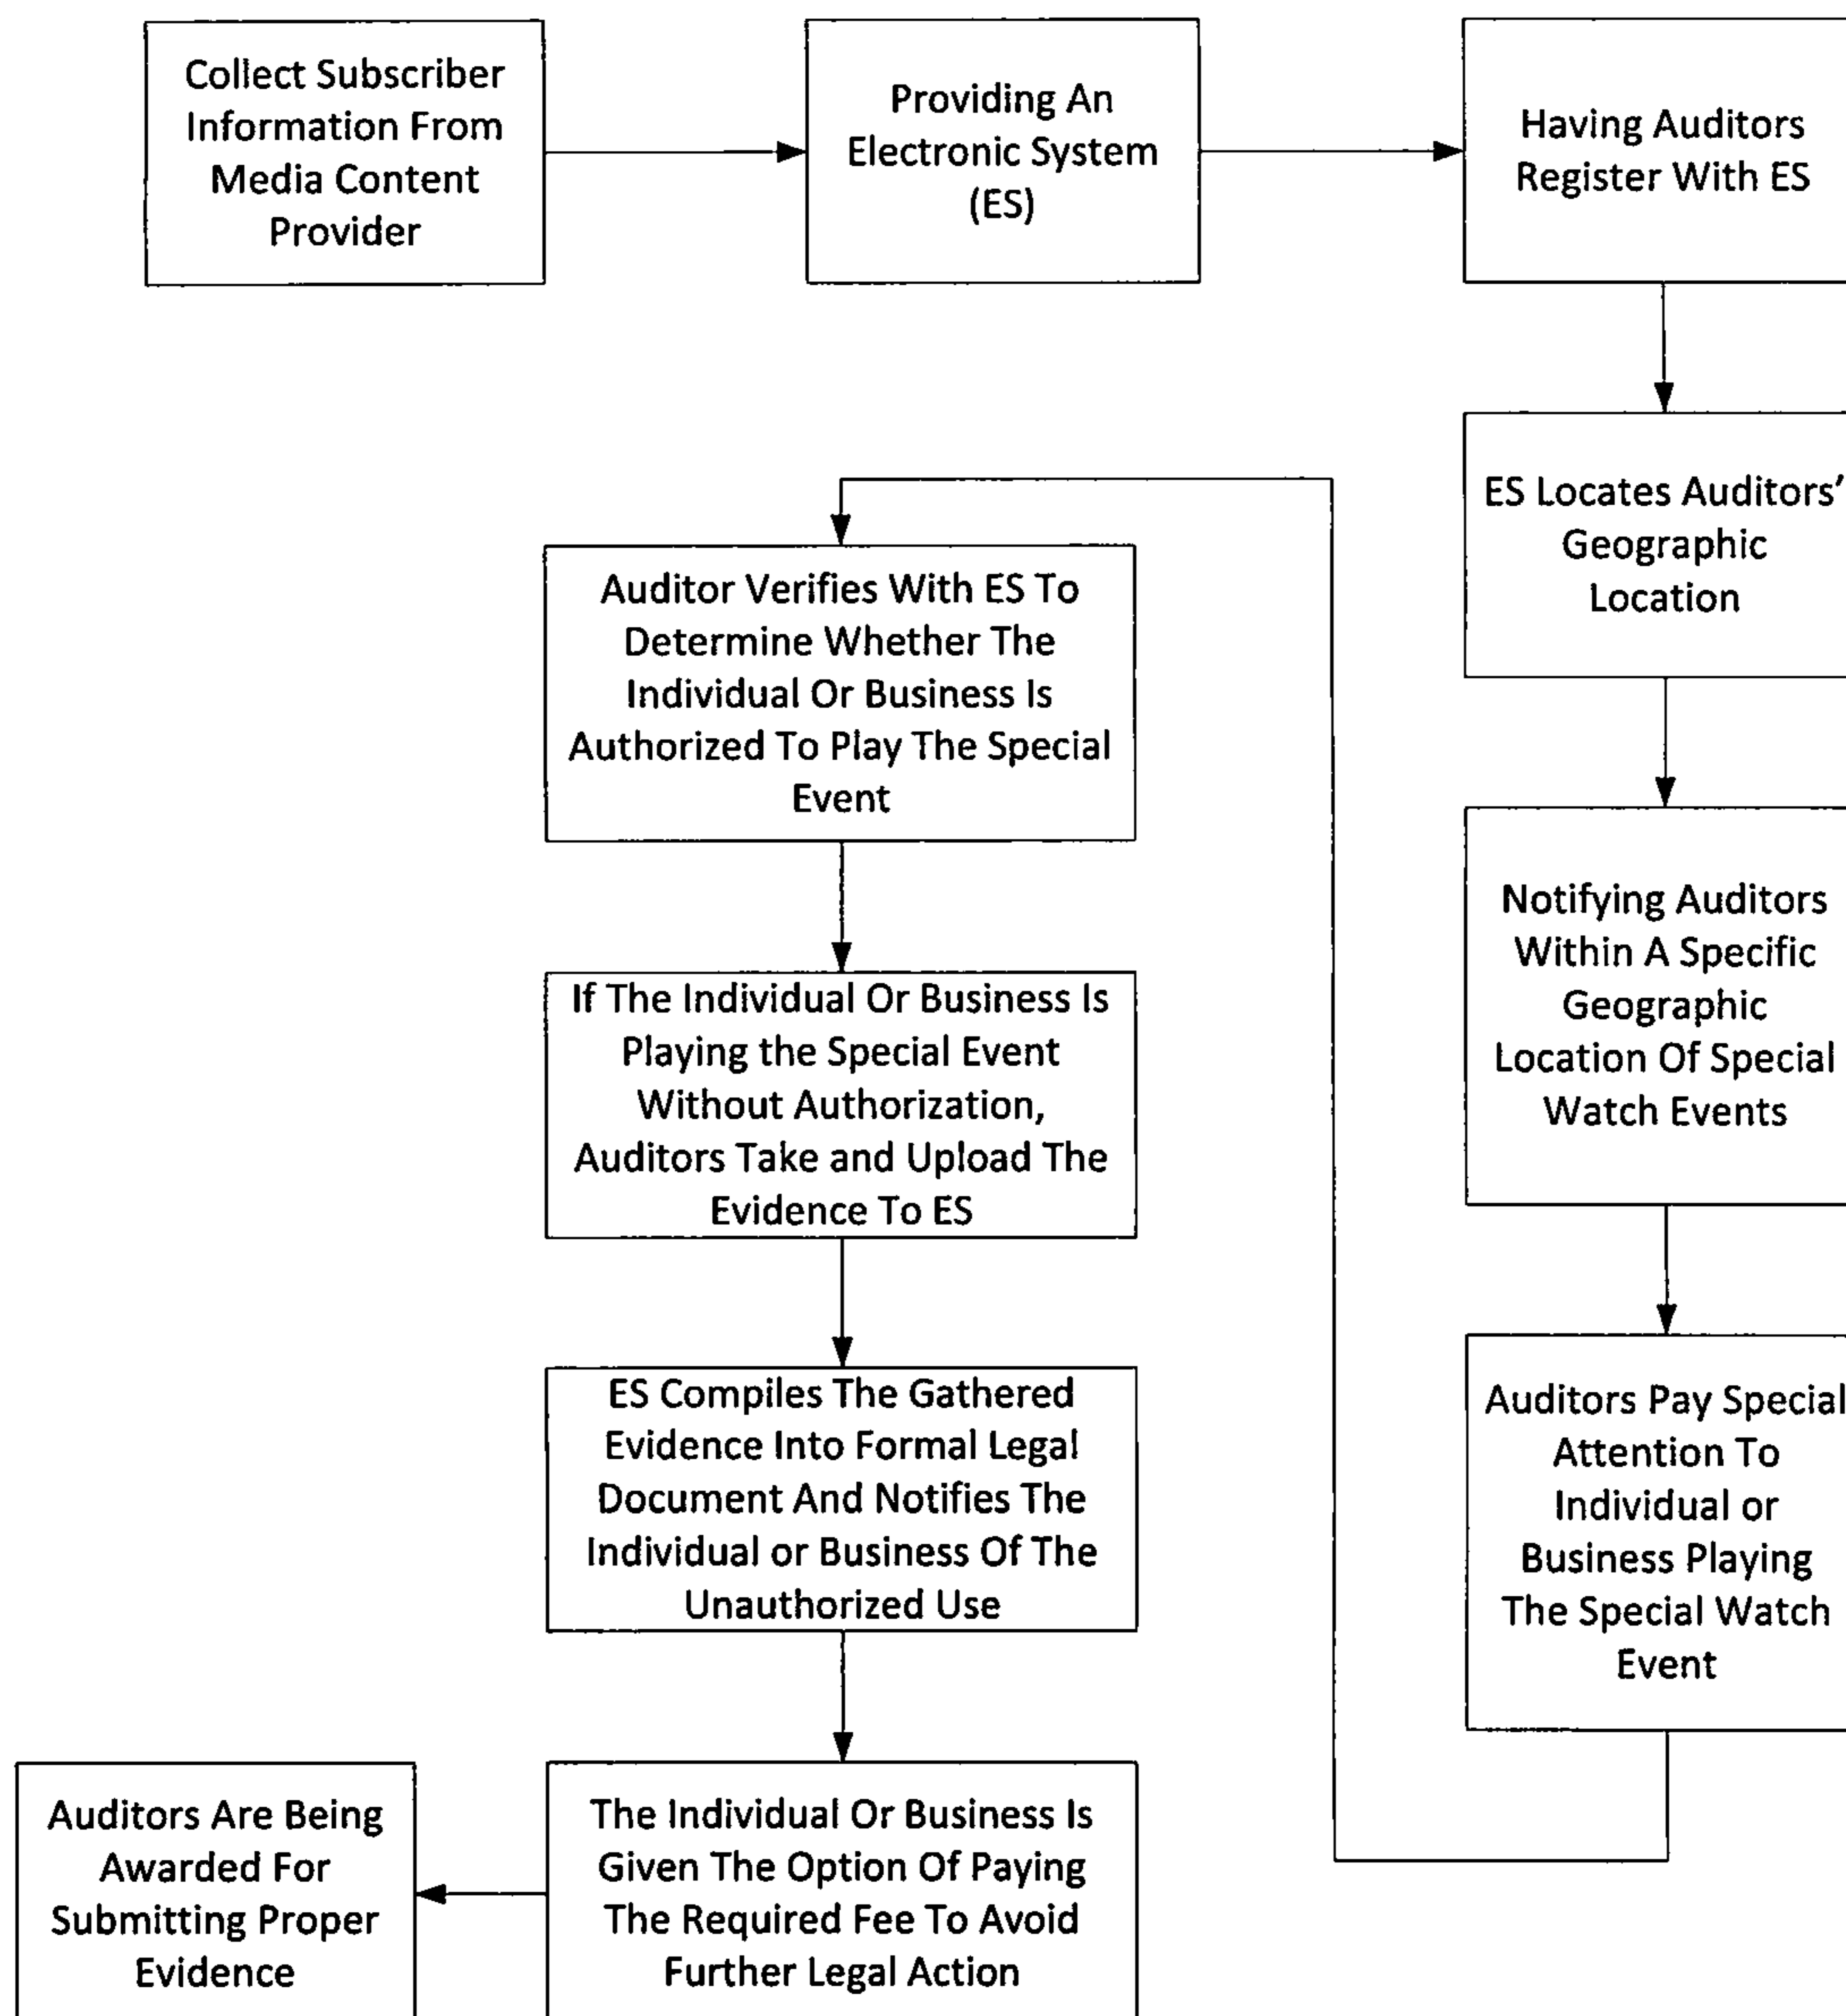 Collect Subscriber
Information From
Media Content
Provider
Providing An
Electronic System
(ES)
Having Auditors
Register With ES
ES Locates Auditors’
Geographic
Location
Notifying Auditors
Within A Specific
Geographic
Location Of Special
Watch Events
Auditors Pay Special
Attention To
Individual or
Business Playing
The Special Watch
Event
Auditor Verifies With ES To
Determine Whether The
Individual Or Business Is
Authorized To Play The Special
Event
If The Individual Or Business Is
Playing the Special Event
Without Authorization,
Auditors Take and Upload The
Evidence To ES
ES Compiles The Gathered
Evidence Into Formal Legal
Document And Notifies The
Individual or Business Of The
Unauthorized Use
The Individual Or Business Is
Given The Option Of Paying
The Required Fee To Avoid
Further Legal Action
Auditors Are Being
Awarded For
Submitting Proper
Evidence